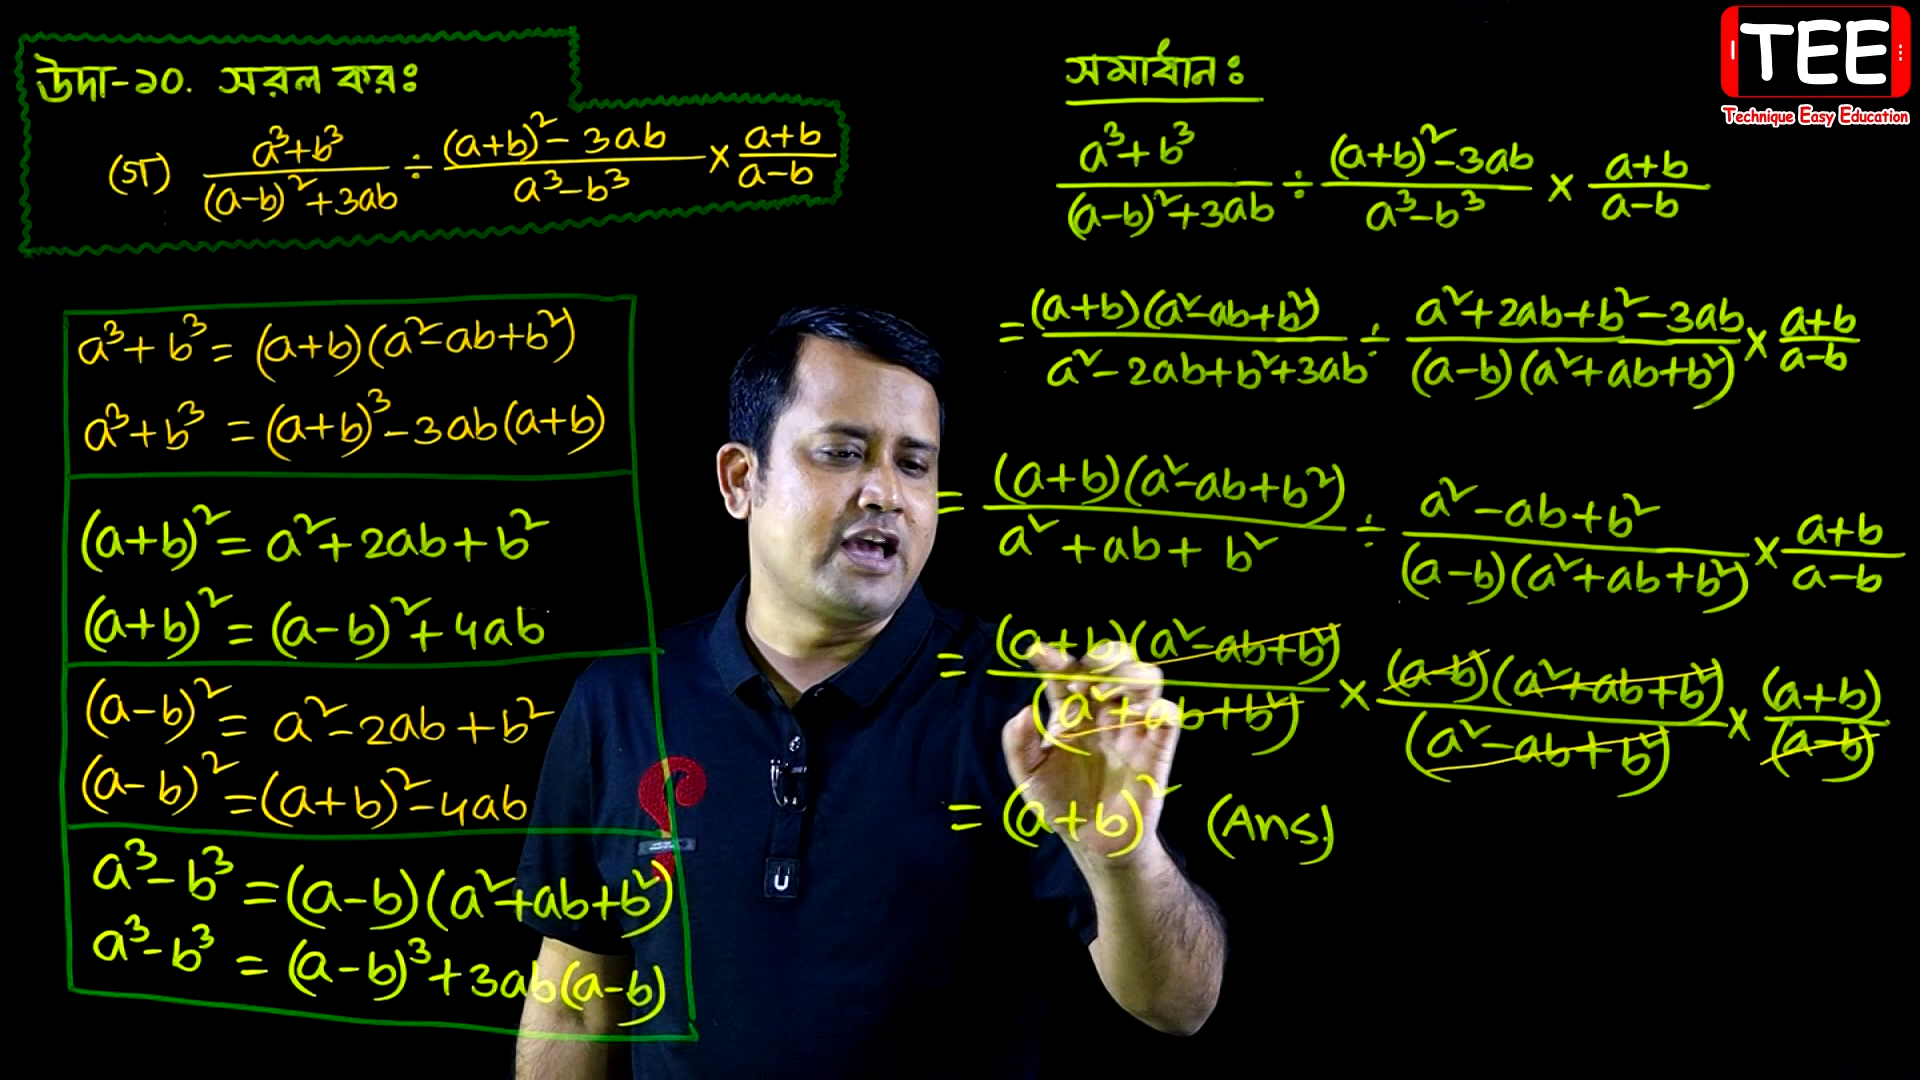 উদা-১০. সরল করঃ
(গ) (a³+b³)/((a-b)²+3ab) ÷ ((a+b)²-3ab)/(a³-b³) × (a+b)/(a-b)
a³+b³=(a+b)(a²-ab+b²)
a³+b³=(a+b)³-3ab(a+b)
(a+b)²=a²+2ab+b²
(a+b)²=(a-b)²+4ab
(a-b)²=a²-2ab+b²
(a-b)²=(a+b)²-4ab
a³-b³=(a-b)(a²+ab+b²)
a³-b³=(a-b)³+3ab(a-b)
সমাধান:
(a³+b³)/((a-b)²+3ab) ÷ ((a+b)²-3ab)/(a³-b³) × (a+b)/(a-b)
= ((a+b)(a²-ab+b²))/(a²-2ab+b²+3ab) ÷ (a²+2ab+b²-3ab)/((a-b)(a²+ab+b²)) × (a+b)/(a-b)
= ((a+b)(a²-ab+b²))/(a²+ab+b²) ÷ (a²-ab+b²)/((a-b)(a²+ab+b²)) × (a+b)/(a-b)
= ((a+b)(a²-ab+b²))/((a²+ab+b²)) × ((a-b)(a²+ab+b²))/((a²-ab+b²)) × (a+b)/(a-b)
= (a+b)² (Ans.)
TEE
Technique Easy Education
U